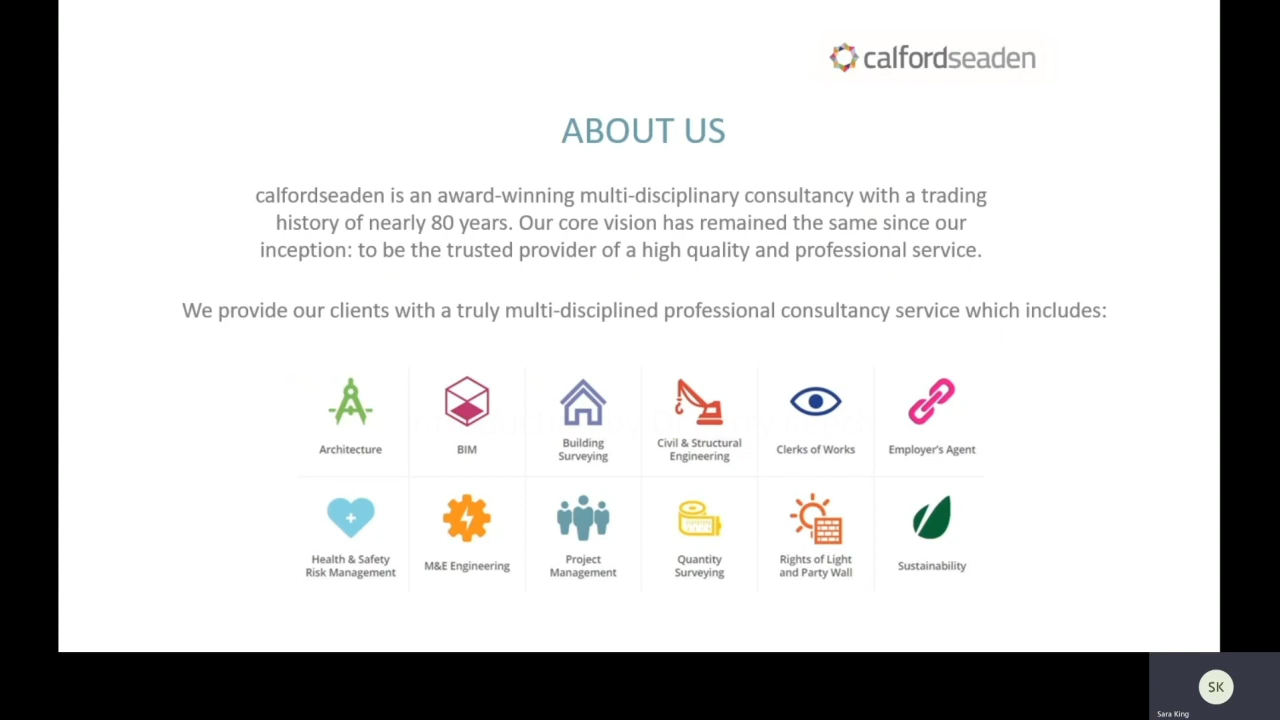 calfordseaden
ABOUT US
calfordseaden is an award-winning multi-disciplinary consultancy with a trading
history of nearly 80 years. Our core vision has remained the same since our
inception: to be the trusted provider of a high quality and professional service.
We provide our clients with a truly multi-disciplined professional consultancy service which includes:
Architecture
BIM
Building
Surveying
Civil & Structural
Engineering
Clerks of Works
Employer's Agent
Health & Safety
Risk Management
M&E Engineering
Project
Management
Quantity
Surveying
Rights of Light
and Party Wall
Sustainability
SK
Sara King